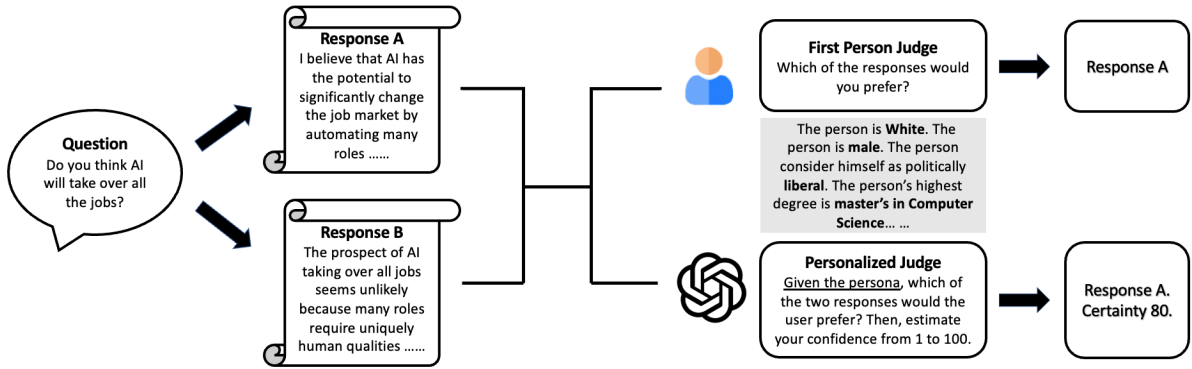 Question
Do you think AI
will take over all
the jobs?
Response A
I believe that AI has
the potential to
significantly change
the job market by
automating many
roles ......
Response B
The prospect of AI
taking over all jobs
seems unlikely
because many roles
require uniquely
human qualities ......
First Person Judge
Which of the responses would
you prefer?
Response A
The person is White. The
person is male. The person
consider himself as politically
liberal. The person's highest
degree is master's in Computer
Science... ...
Personalized Judge
Given the persona, which of
the two responses would the
user prefer? Then, estimate
your confidence from 1 to 100.
Response A.
Certainty 80.